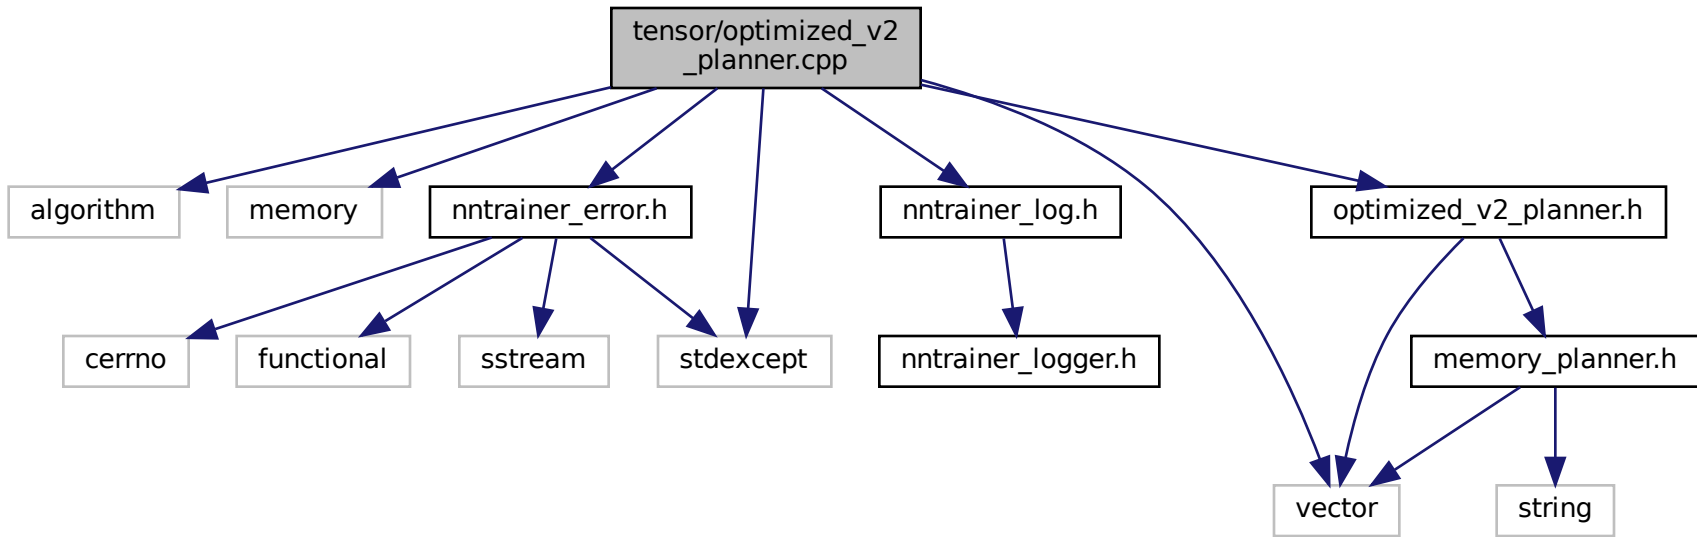 tensor/optimized_v2
_planner.cpp
algorithm
memory
nntrainer_error.h
nntrainer_log.h
optimized_v2_planner.h
cerrno
functional
sstream
stdexcept
nntrainer_logger.h
memory_planner.h
vector
string